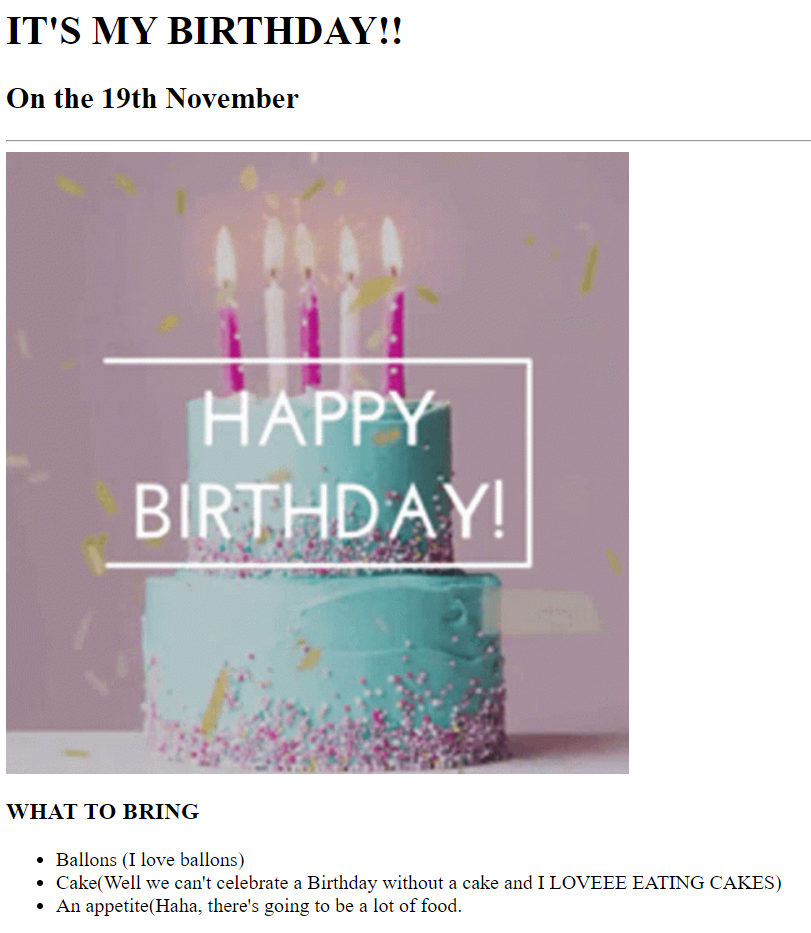 IT'S MY BIRTHDAY!!
On the 19th November
HAPPY
BIRTHDAY!
WHAT TO BRING
Ballons (I love ballons)
Cake(Well we can't celebrate a Birthday without a cake and I LOVEEE EATING CAKES)
An appetite(Haha, there's going to be a lot of food.